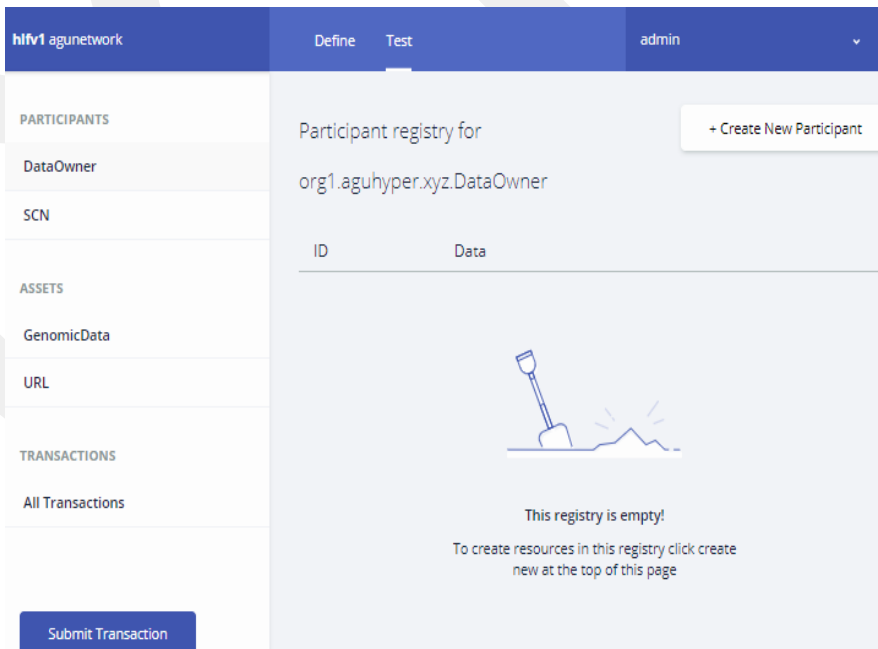 hlfv1 agunetwork
Define Test
admin
PARTICIPANTS
DataOwner
SCN
ASSETS
GenomicData
URL
TRANSACTIONS
All Transactions
Submit Transaction
Participant registry for
org1.aguhyper.xyz.DataOwner
+ Create New Participant
ID Data
This registry is empty!
To create resources in this registry click create
new at the top of this page